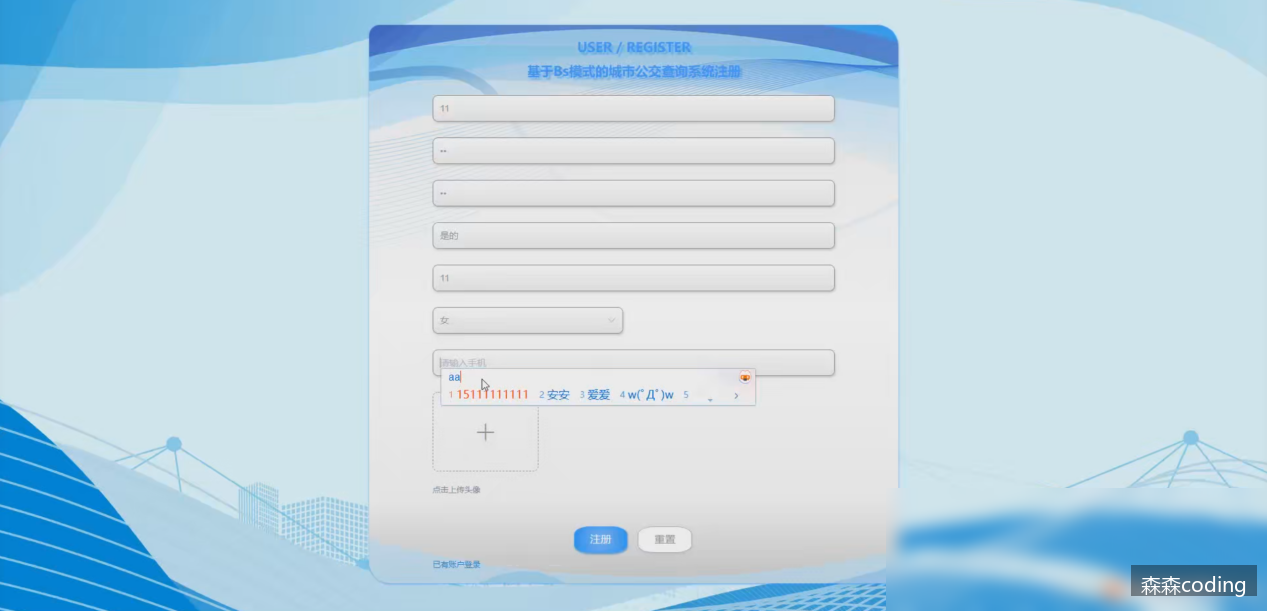 USER / REGISTER
基于Bs模式的城市公交查询系统注册
11
是的
11
女
请输入手机
aa
1 15111111111 2 安安 3 爱爱 4 w(ﾟДﾟ)w 5
点击上传头像
注册 重置
已有账户登录
森森coding